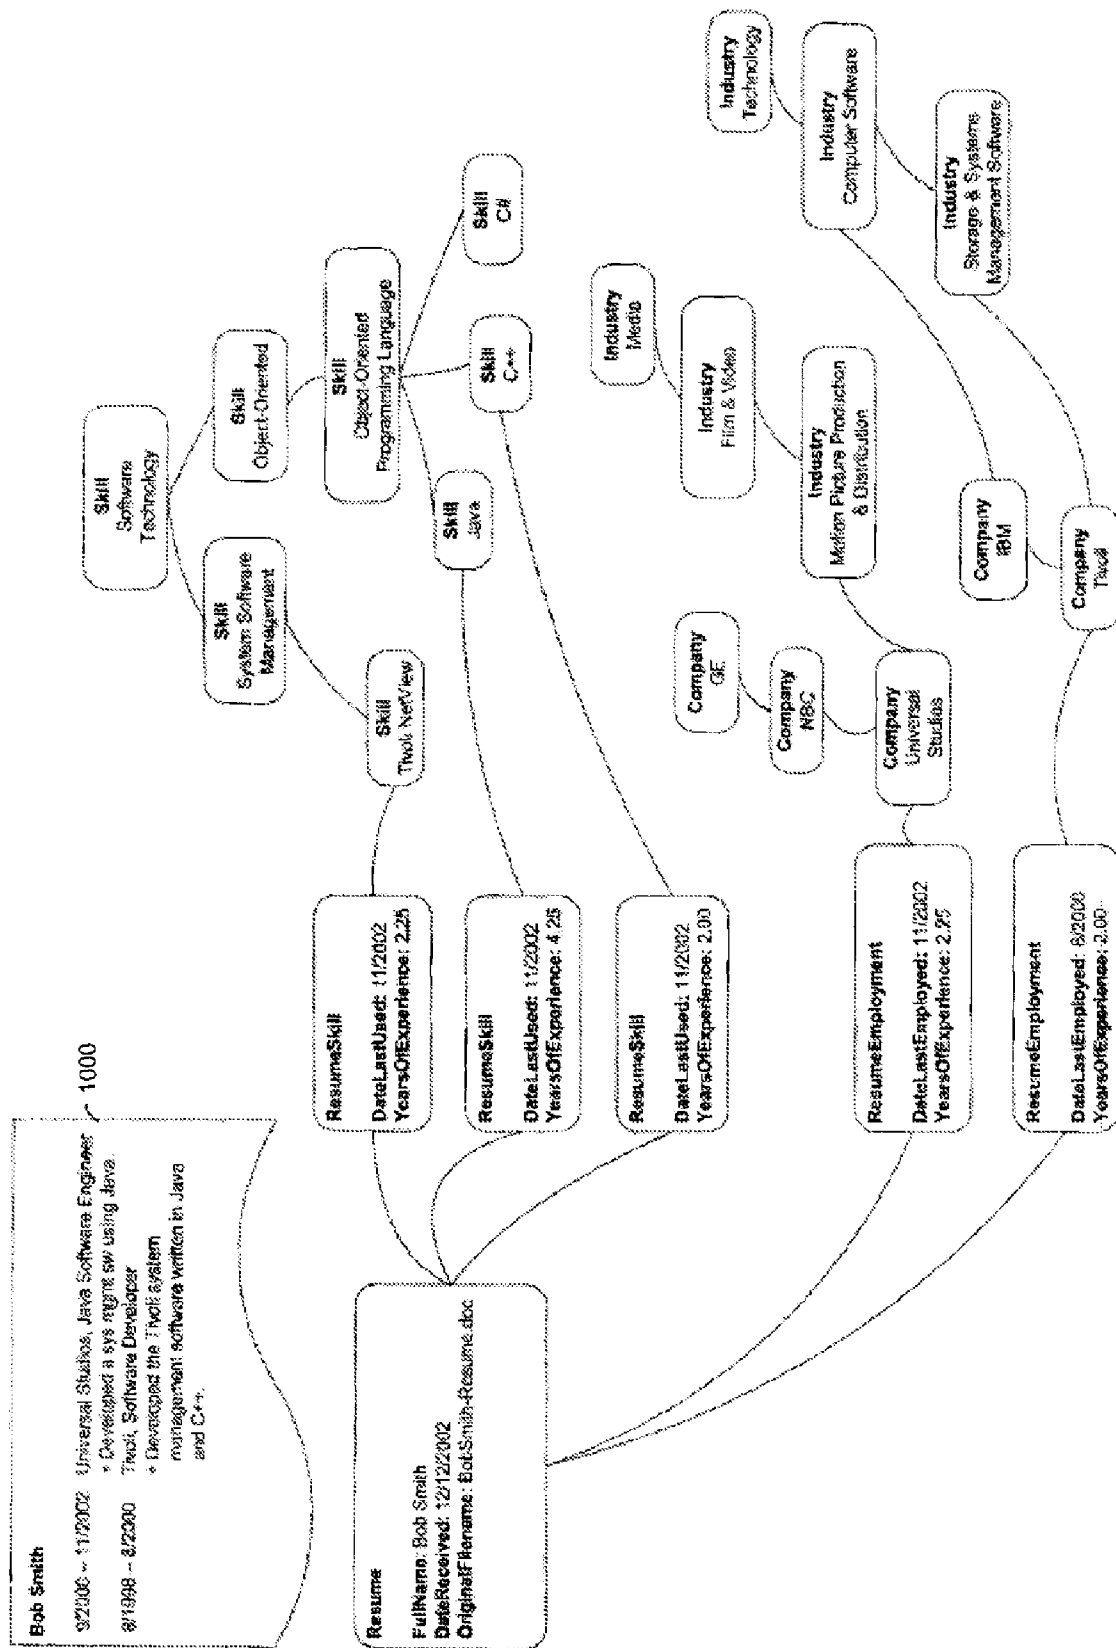 Bob Smith
9/2000 – 11/2002 Universal Studios, Java Software Engineer
* Developed a sys mgmt sw using Java.
8/1998 – 8/2000 Tivoli, Software Developer
* Developed the Tivoli system
management software written in Java
and C++.
1000
Resume
FullName: Bob Smith
DateReceived: 12/12/2002
OriginalFilename: Bob-Smith-Resume.doc
ResumeSkill
DateLastUsed: 11/2002
YearsOfExperience: 2.25
ResumeSkill
DateLastUsed: 11/2002
YearsOfExperience: 4.25
ResumeSkill
DateLastUsed: 11/2002
YearsOfExperience: 2.00
ResumeEmployment
DateLastEmployed: 11/2002
YearsOfExperience: 2.25
ResumeEmployment
DateLastEmployed: 8/2000
YearsOfExperience: 2.00
Skill
Software
Technology
Skill
System Software
Management
Skill
Object-Oriented
Skill
Tivoli NetView
Skill
Object-Oriented
Programming Language
Skill
Java
Skill
C++
Skill
C#
Company
GE
Company
NBC
Company
Universal
Studios
Industry
Media
Industry
Film & Video
Industry
Motion Picture Production
& Distribution
Company
IBM
Company
Tivoli
Industry
Technology
Industry
Computer Software
Industry
Storage & Systems
Management Software